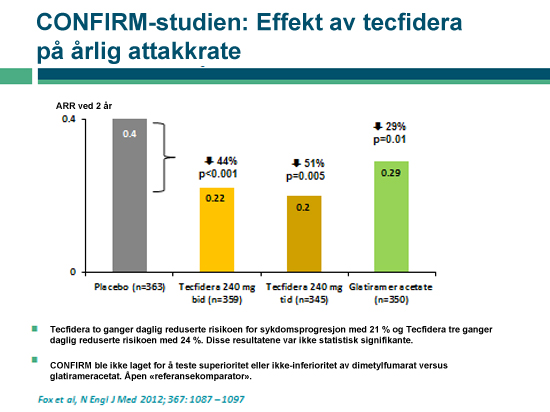 CONFIRM-studien: Effekt av tecfidera
på årlig attakkrate
ARR ved 2 år
0.4
0.4
44%
p<0.001
0.22
51%
p=0.005
0.2
29%
p=0.01
0.29
0
Placebo (n=363)
Tecfidera 240 mg
bid (n=359)
Tecfidera 240 mg
tid (n=345)
Glatiramer acetate
(n=350)
Tecfidera to ganger daglig reduserte risikoen for sykdomsprogresjon med 21 % og Tecfidera tre ganger
daglig reduserte risikoen med 24 %. Disse resultatene var ikke statistisk signifikante.
CONFIRM ble ikke laget for å teste superioritet eller ikke-inferioritet av dimetylfumarat versus
glatirameracetat. Åpen «referansekomparator».
Fox et al, N Engl J Med 2012; 367: 1087 – 1097